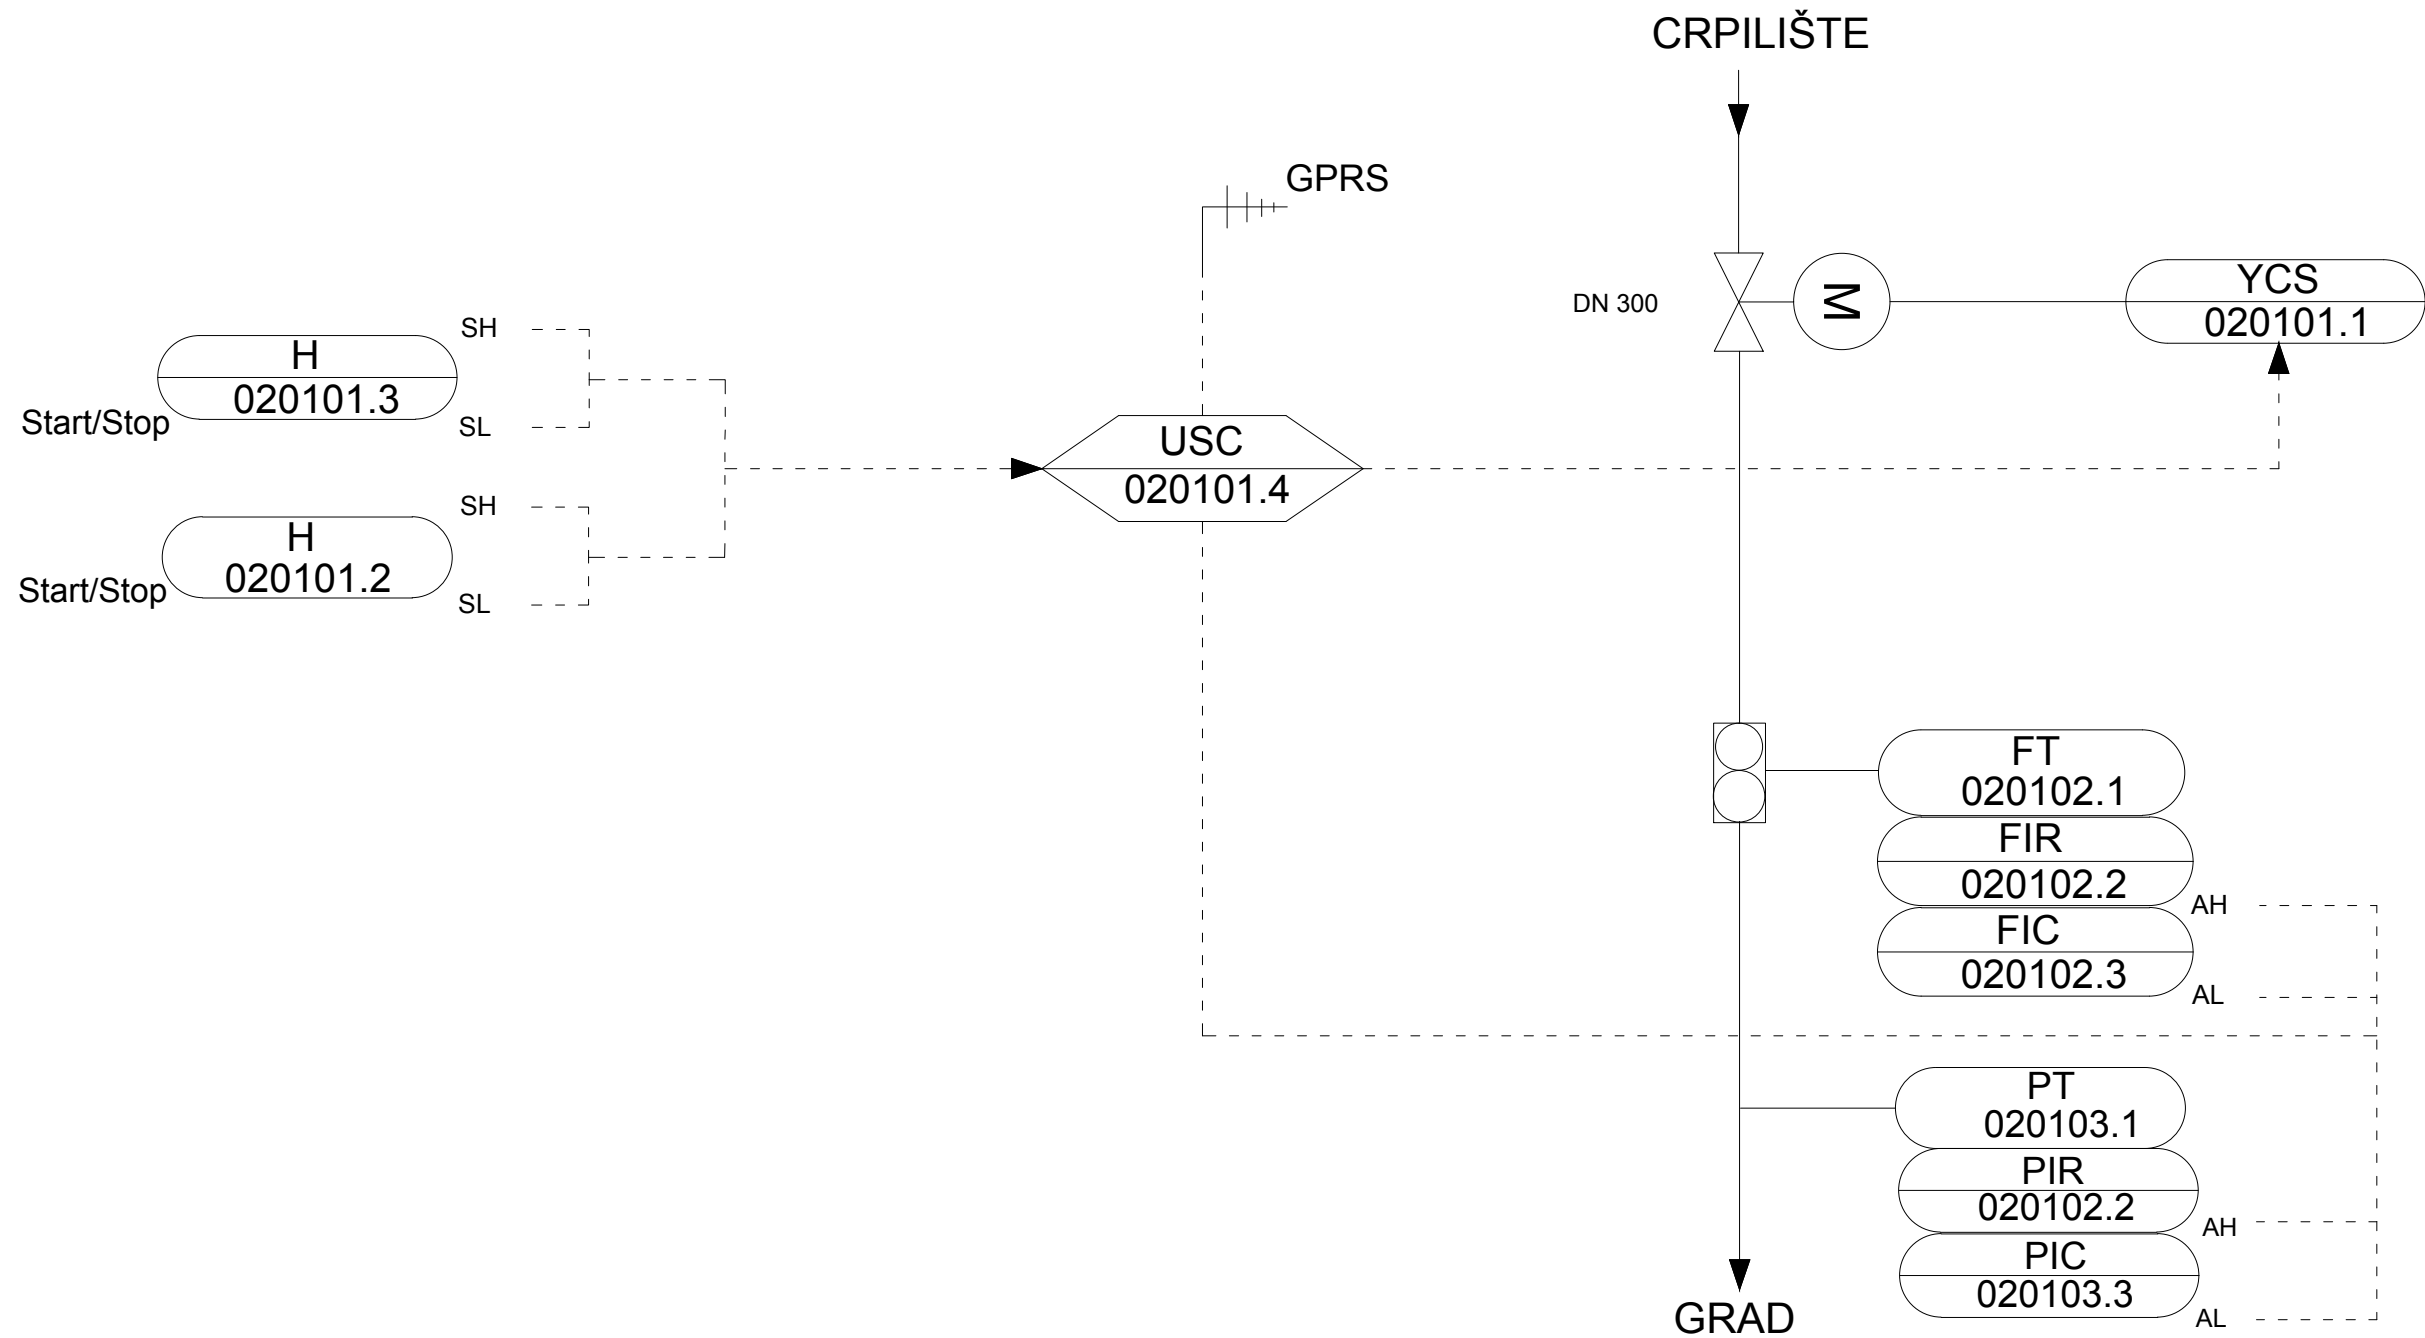 CRPILIŠTE
GPRS
DN 300
M
YCS
020101.1
SH
H
020101.3
Start/Stop
SL
USC
020101.4
SH
H
020101.2
Start/Stop
SL
FT
020102.1
FIR
020102.2
AH
FIC
020102.3
AL
PT
020103.1
PIR
020102.2
AH
PIC
020103.3
AL
GRAD